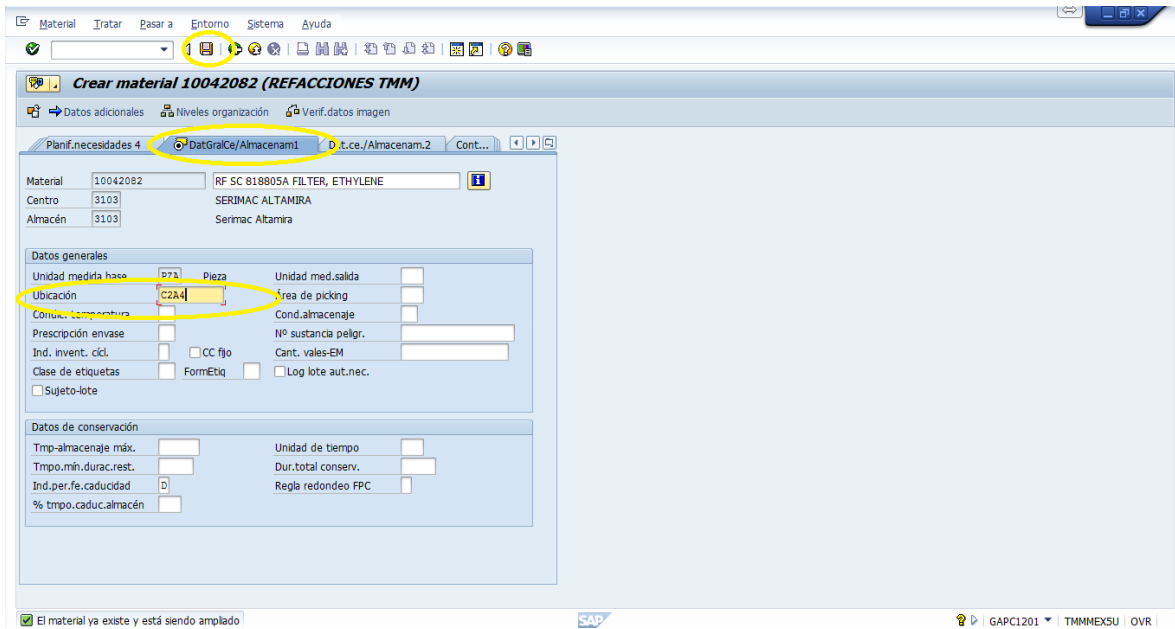 Material Tratar Pasar a Entorno Sistema Ayuda
Crear material 10042082 (REFACCIONES TMM)
Datos adicionales Niveles organización Verif.datos imagen
Planif.necesidades 4 DatGralCe/Almacenam1 Dat.ce./Almacenam.2 Cont...
Material 10042082 RF SC 818805A FILTER, ETHYLENE
Centro 3103 SERIMAC ALTAMIRA
Almacén 3103 Serimac Altamira
Datos generales
Unidad medida base PZA Pieza Unidad med.salida
Ubicación C2A4 Área de picking
Condic. temperatura Cond.almacenaje
Prescripción envase Nº sustancia peligr.
Ind. invent. cícl. CC fijo Cant. vales-EM
Clase de etiquetas FormEtiq Log lote aut.nec.
Sujeto-lote
Datos de conservación
Tmp-almacenaje máx. Unidad de tiempo
Tmpo.mín.durac.rest. Dur.total conserv.
Ind.per.fe.caducidad D Regla redondeo FPC
% tmpo.caduc.almacén
El material ya existe y está siendo ampliado SAP GAPC1201 TMMMEX5U OVR